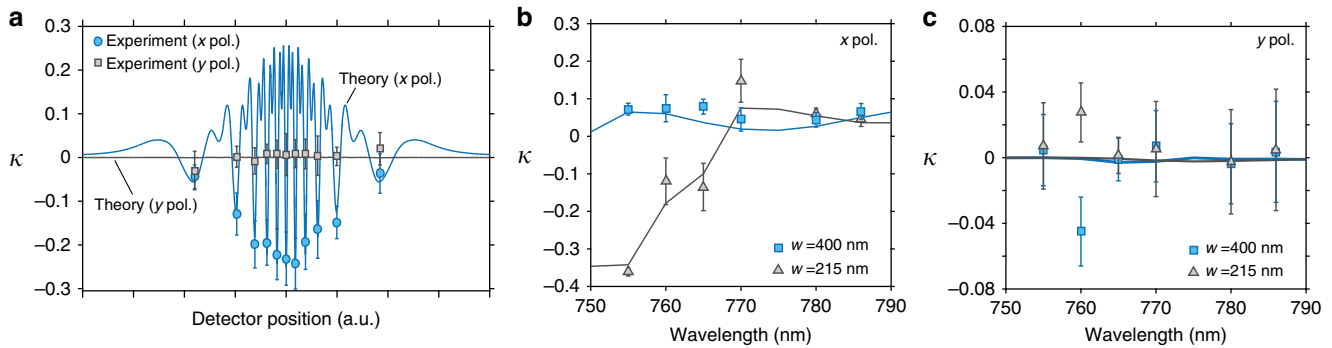 a
0.3
0.2
0.1
0
−0.1
−0.2
−0.3
κ
Experiment (x pol.)
Experiment (y pol.)
Theory (x pol.)
Theory (y pol.)
Detector position (a.u.)
b
0.3
0.2
0.1
0
−0.1
−0.2
−0.3
−0.4
κ
x pol.
w=400 nm
w=215 nm
750 760 770 780 790
Wavelength (nm)
c
0.08
0.04
0
−0.04
−0.08
κ
y pol.
w=400 nm
w=215 nm
750 760 770 780 790
Wavelength (nm)